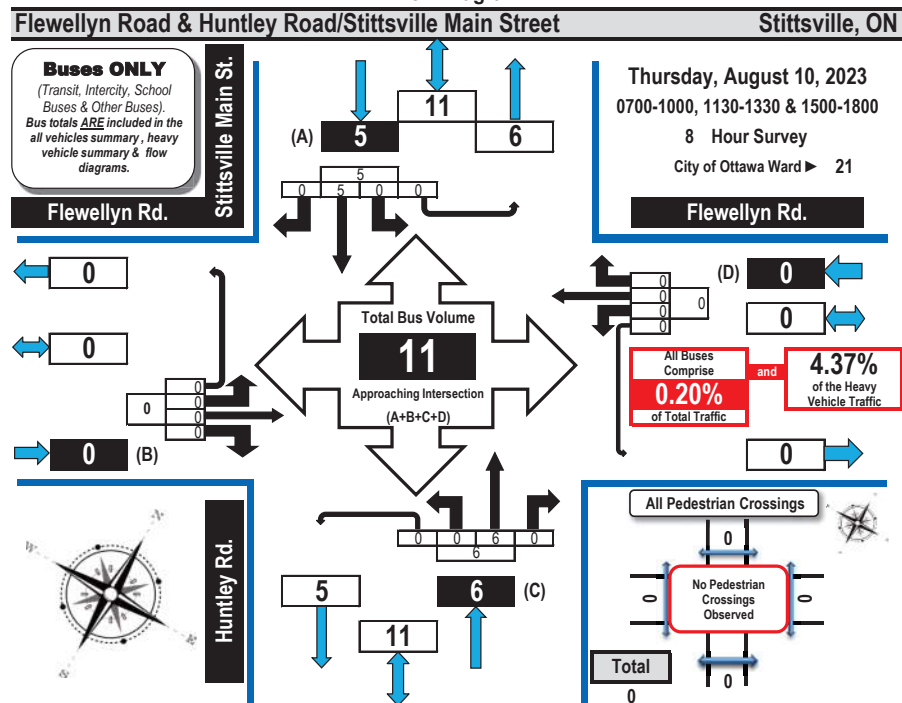 Flewellyn Road & Huntley Road/Stittsville Main Street
Stittsville, ON
Buses ONLY
(Transit, Intercity, School
Buses & Other Buses).
Bus totals ARE included in the
all vehicles summary , heavy
vehicle summary & flow
diagrams.
Stittsville Main St.
Flewellyn Rd.
(A)
5
11
6
5
0 5 0 0
Thursday, August 10, 2023
0700-1000, 1130-1330 & 1500-1800
8 Hour Survey
City of Ottawa Ward ► 21
Flewellyn Rd.
0
0
0
0
0
0
0
0 (B)
Total Bus Volume
11
Approaching Intersection
(A+B+C+D)
0
0
0
0
0
(D) 0
0
All Buses
Comprise
0.20%
of Total Traffic
and
4.37%
of the Heavy
Vehicle Traffic
0
Huntley Rd.
N
E
S
W
0 0 6 0
6
5
6 (C)
11
All Pedestrian Crossings
0
0
No Pedestrian
Crossings
Observed
0
0
Total
0